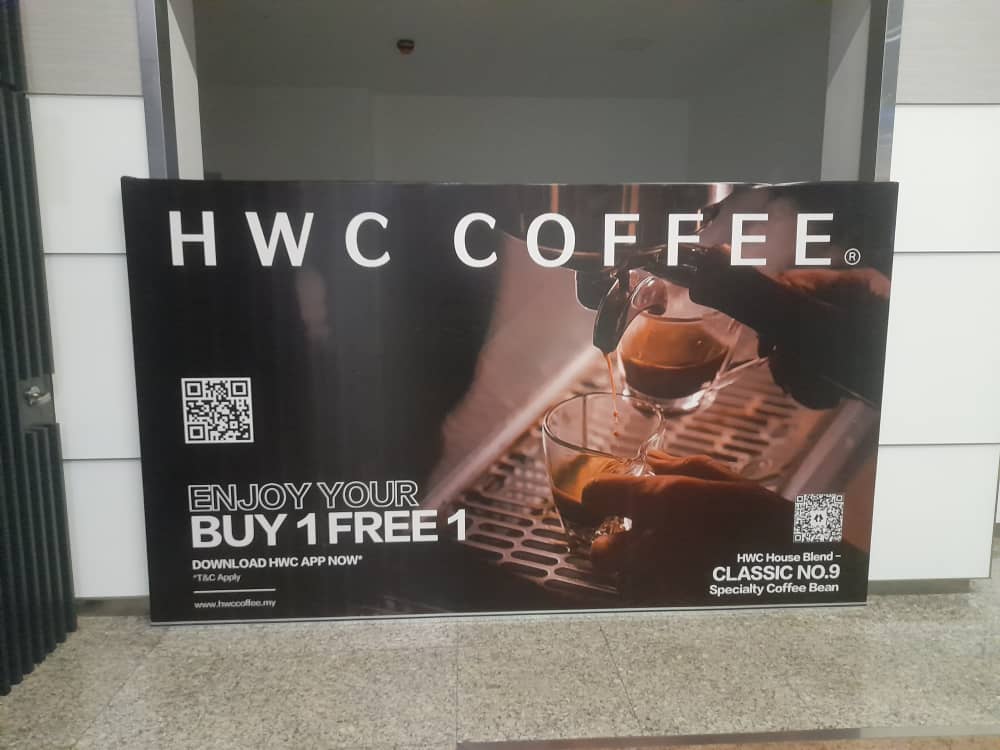 HWC COFFEE®
ENJOY YOUR
BUY 1 FREE 1
DOWNLOAD HWC APP NOW*
*T&C Apply
www.hwccoffee.my
HWC House Blend –
CLASSIC NO.9
Specialty Coffee Bean